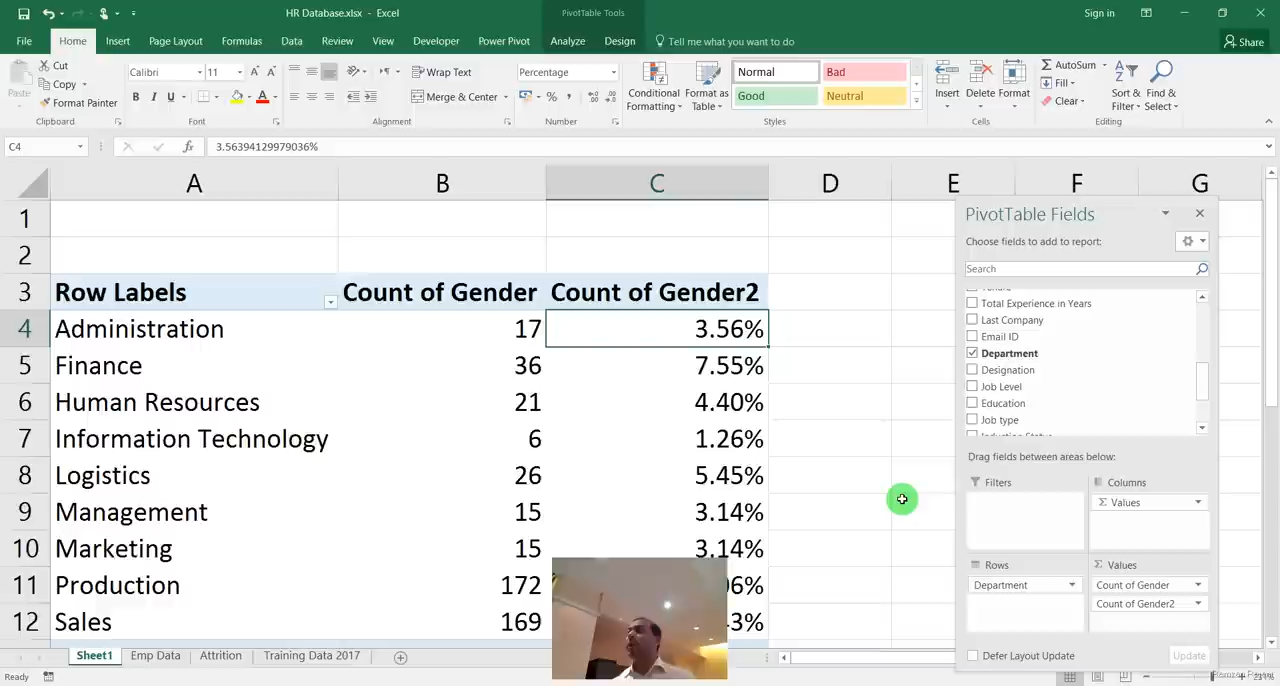 HR Database.xlsx - Excel
PivotTable Tools
Sign in
File Home Insert Page Layout Formulas Data Review View Developer Power Pivot Analyze Design Tell me what you want to do Share
Paste
Cut
Copy
Format Painter
Clipboard
Calibri 11
B I U
Font
Wrap Text
Merge & Center
Alignment
Percentage
Number
Conditional
Formatting
Format as
Table
Normal Bad
Good Neutral
Styles
Insert Delete Format
Cells
AutoSum
Fill
Clear
Sort &
Filter
Find &
Select
Editing
C4 fx 3.56394129979036%
A B C D E F G
1
2
3 Row Labels Count of Gender Count of Gender2
4 Administration 17 3.56%
5 Finance 36 7.55%
6 Human Resources 21 4.40%
7 Information Technology 6 1.26%
8 Logistics 26 5.45%
9 Management 15 3.14%
10 Marketing 15 3.14%
11 Production 172 6%
12 Sales 169 3%
PivotTable Fields
Choose fields to add to report:
Search
Total Experience in Years
Last Company
Email ID
Department
Designation
Job Level
Education
Job type
Drag fields between areas below:
Filters Columns
Values
Rows Values
Department Count of Gender
Count of Gender2
Defer Layout Update Update
Sheet1 Emp Data Attrition Training Data 2017
Ready